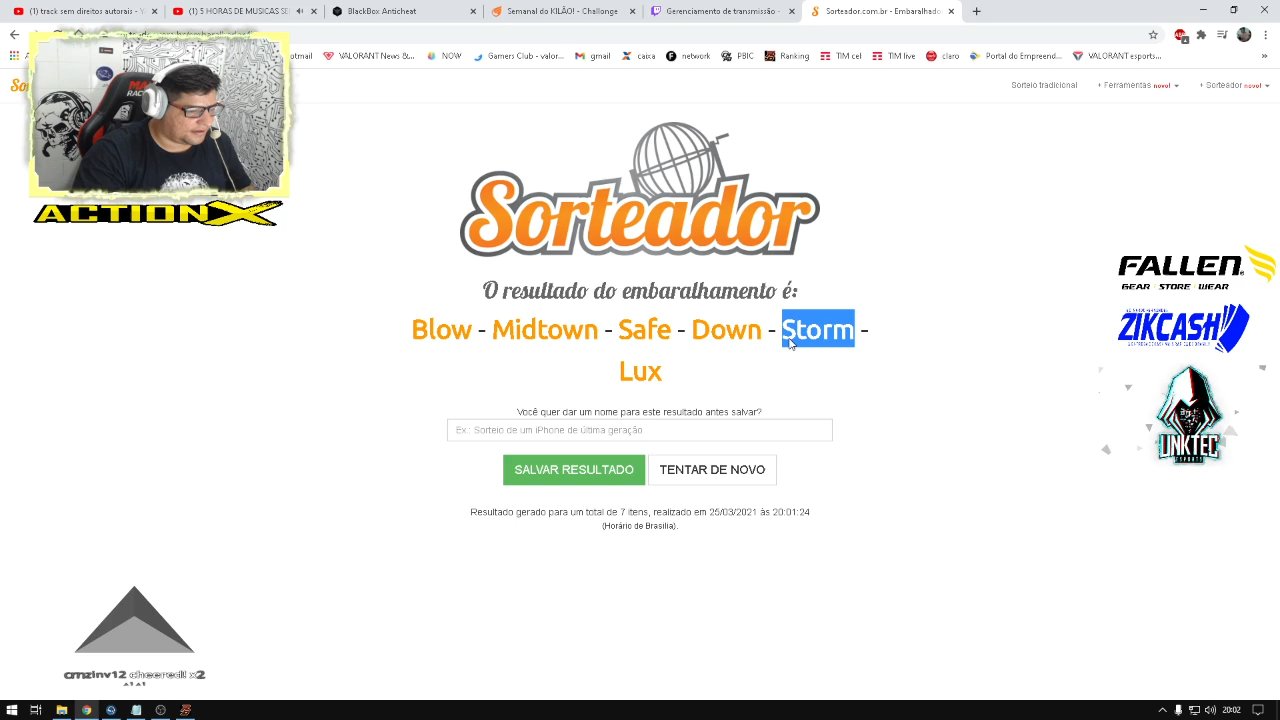 (1) track sem direitos autorais - Y
(1) 5 HORAS DE MUSICAS SE
BlackBox Anticheat
Semanal do KILÃO! - Challonge
Gerenciamento de transmissão -
Sorteador.com.br - Embaralhado
VALORANT News &...
NOW
Gamers Club - valor...
gmail
caixa
network
PBIC
Ranking
TIM cel
TIM live
claro
Portal do Empreend...
VALORANT esports...
Sorteio tradicional
+ Ferramentas novo!
+ Sorteador novo!
ACTIONX
Sorteador
O resultado do embaralhamento é:
Blow - Midtown - Safe - Down - Storm -
Lux
Você quer dar um nome para este resultado antes salvar?
Ex.: Sorteio de um iPhone de última geração
SALVAR RESULTADO
TENTAR DE NOVO
Resultado gerado para um total de 7 itens, realizado em 25/03/2021 às 20:01:24
(Horário de Brasília).
FALLEN
GEAR · STORE · WEAR
ZIKCASH
UNKTEC
ESPORTS
cheered! x2
20:02